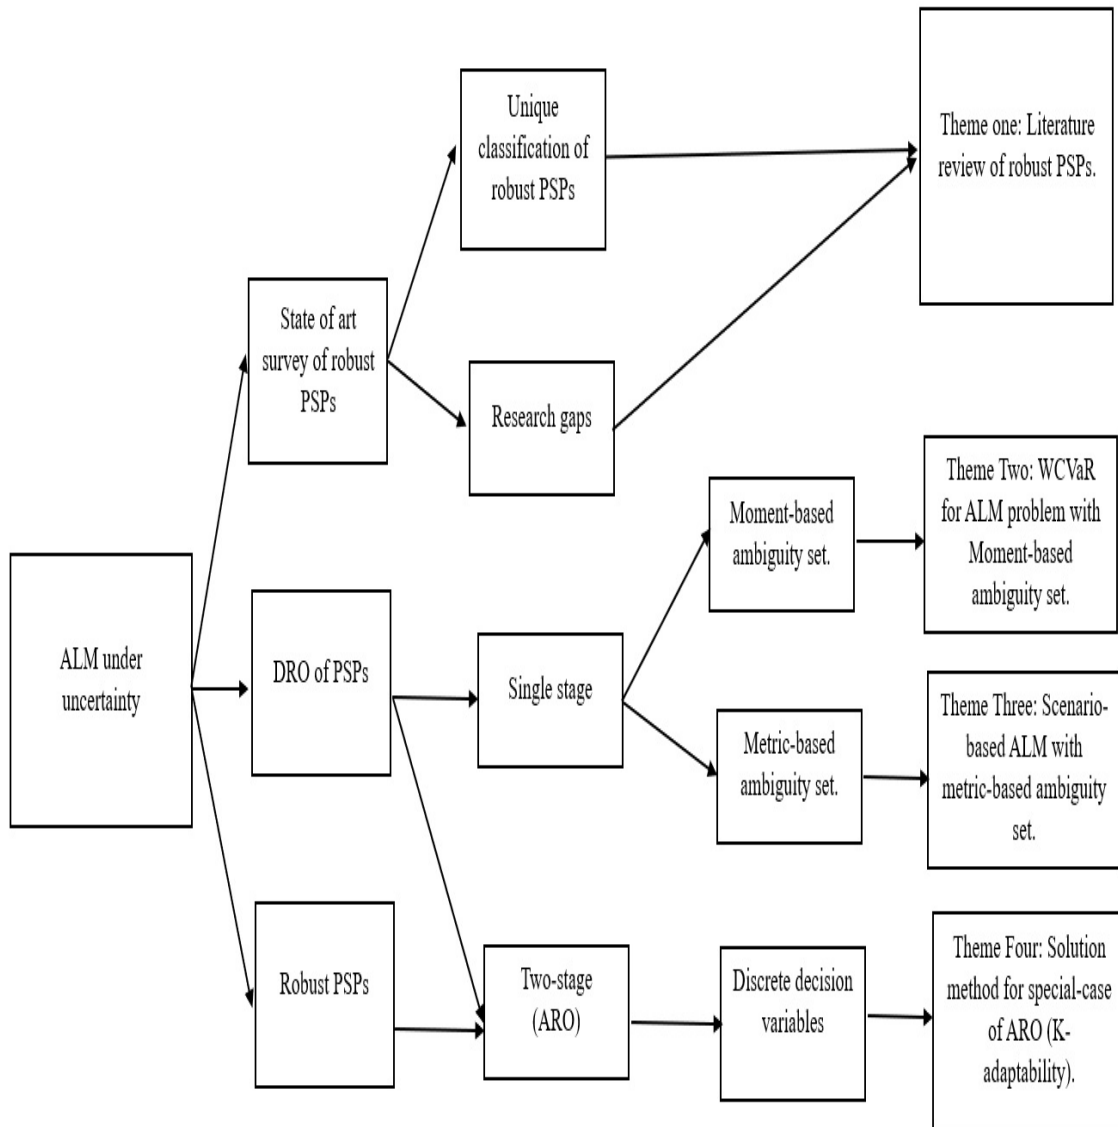 Unique
classification of
robust PSPs
Theme one: Literature
review of robust PSPs.
State of art
survey of robust
PSPs
Research gaps
Moment-based
ambiguity set.
Theme Two: WCVaR
for ALM problem with
Moment-based
ambiguity set.
ALM under
uncertainty
DRO of PSPs
Single stage
Metric-based
ambiguity set.
Theme Three: Scenario-
based ALM with
metric-based ambiguity
set.
Robust PSPs
Two-stage
(ARO)
Discrete decision
variables
Theme Four: Solution
method for special-case
of ARO (K-
adaptability).